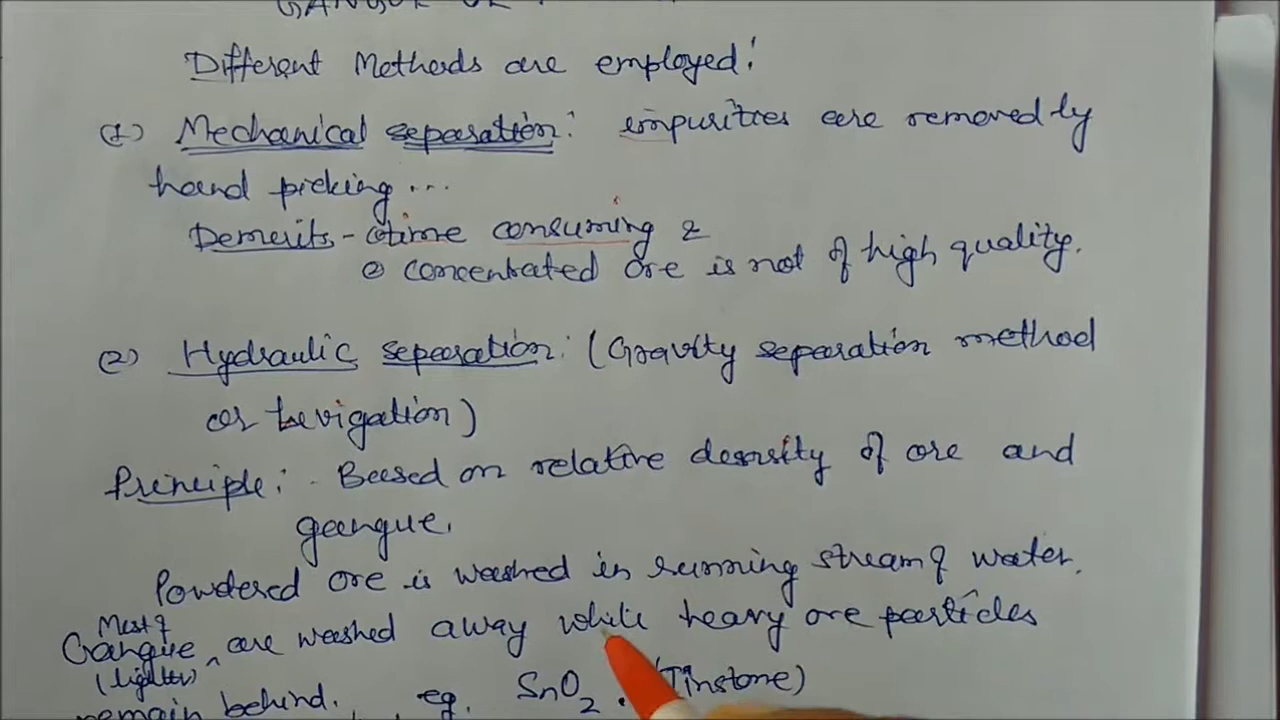 Different Methods are employed:
(1) Mechanical separation: impurities are removed by
hand picking...
Demerits - ① time consuming &
② concentrated ore is not of high quality.
(2) Hydraulic separation: (Gravity separation method
or Levigation)
Principle: - Based on relative density of ore and
gangue.
Powdered ore is washed in running stream of water.
Most of
Gangue ^ are washed away while heavy ore particles
(lighter)
remain behind. eg. SnO2. (Tinstone)